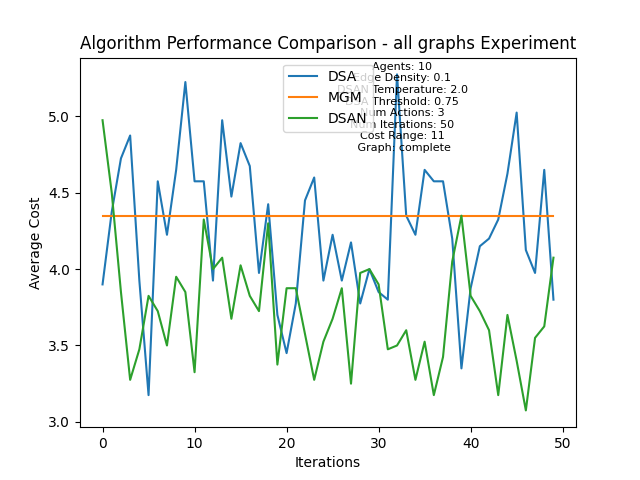 Algorithm Performance Comparison - all graphs Experiment
DSA
MGM
DSAN
Agents: 10
Edge Density: 0.1
DSAN Temperature: 2.0
DSA Threshold: 0.75
Num Actions: 3
Num Iterations: 50
Cost Range: 11
Graph: complete
Average Cost
5.0
4.5
4.0
3.5
3.0
0
10
20
30
40
50
Iterations